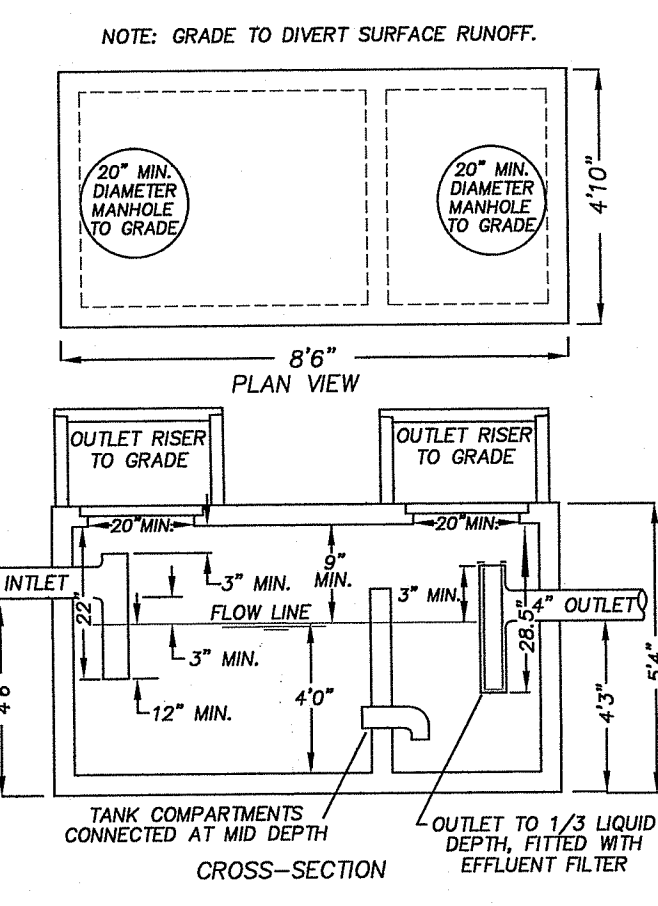 NOTE: GRADE TO DIVERT SURFACE RUNOFF.
20" MIN.
DIAMETER
MANHOLE
TO GRADE
20" MIN.
DIAMETER
MANHOLE
TO GRADE
4'10"
8'6"
PLAN VIEW
OUTLET RISER
TO GRADE
OUTLET RISER
TO GRADE
20"MIN.
20"MIN.
9"
MIN.
INTLET
22"
3" MIN.
3" MIN.
FLOW LINE
28.5"
4" OUTLET
3" MIN.
12" MIN.
4'0"
4'3"
5'4"
TANK COMPARTMENTS
CONNECTED AT MID DEPTH
OUTLET TO 1/3 LIQUID
DEPTH, FITTED WITH
EFFLUENT FILTER
CROSS-SECTION